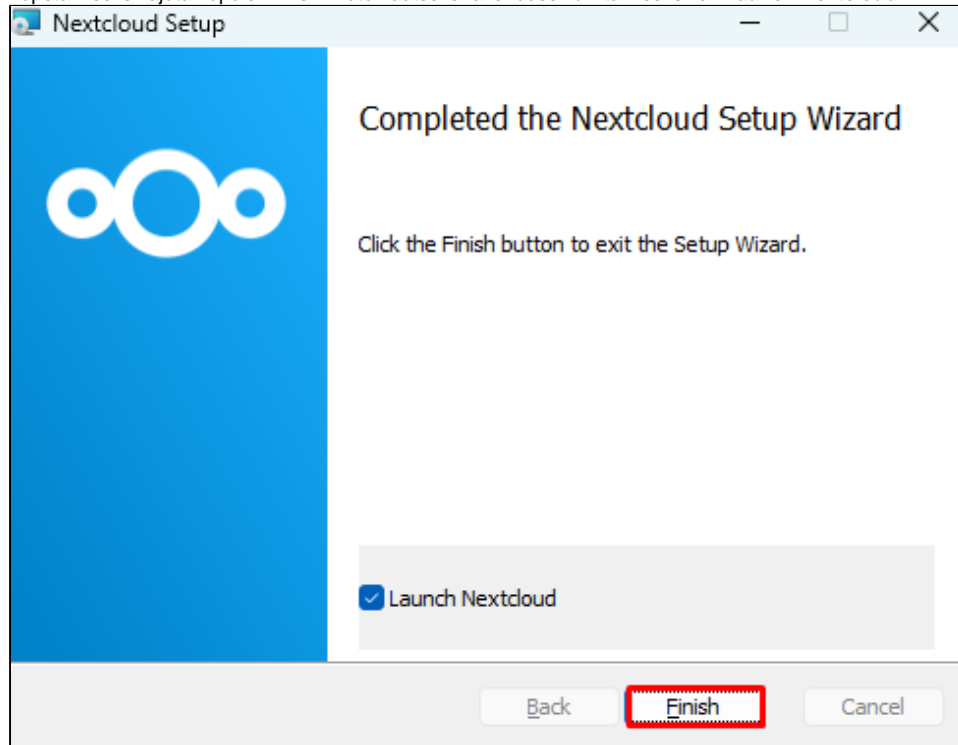 Nextcloud Setup
Completed the Nextcloud Setup Wizard
Click the Finish button to exit the Setup Wizard.
Launch Nextcloud
Back
Finish
Cancel